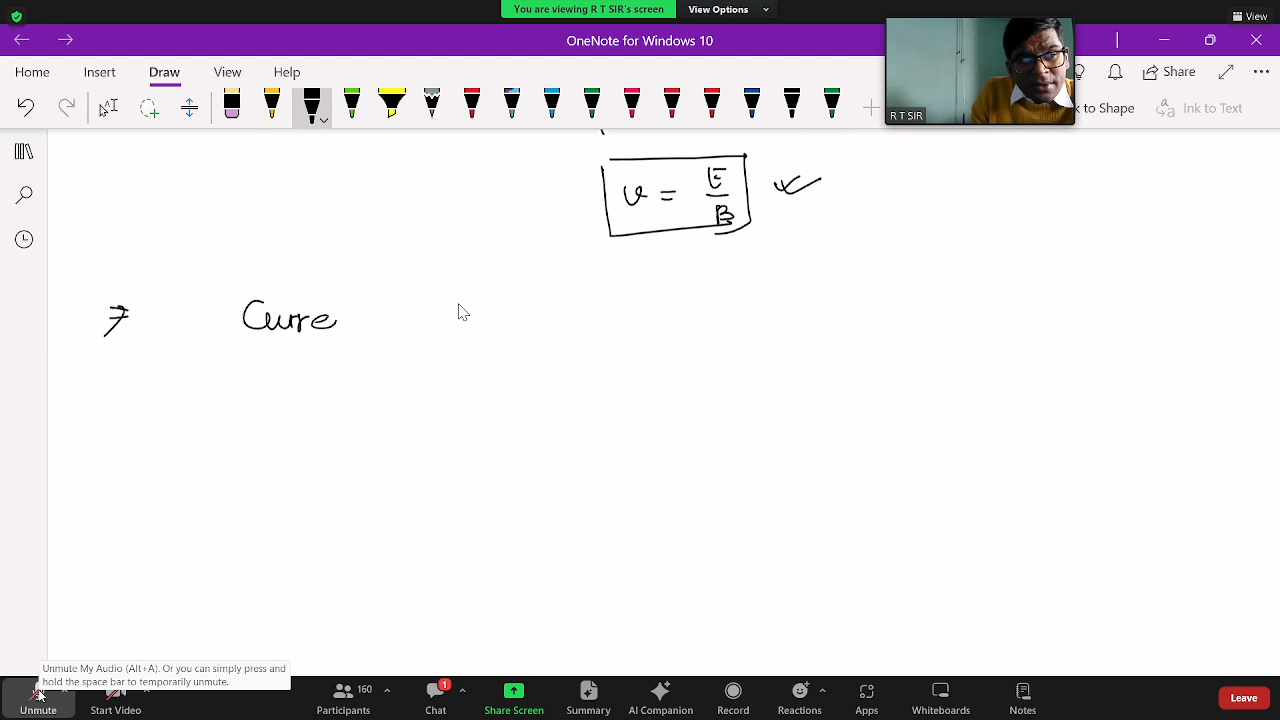 You are viewing R T SIR's screen View Options
View
OneNote for Windows 10
Home Insert Draw View Help
Share
k to Shape Ink to Text
R T SIR
v = E/B
⇒ Curre
Unmute My Audio (Alt+A). Or you can simply press and
hold the space bar to temporarily unmute.
Unmute Start Video Participants 160 Chat 1 Share Screen Summary AI Companion Record Reactions Apps Whiteboards Notes Leave